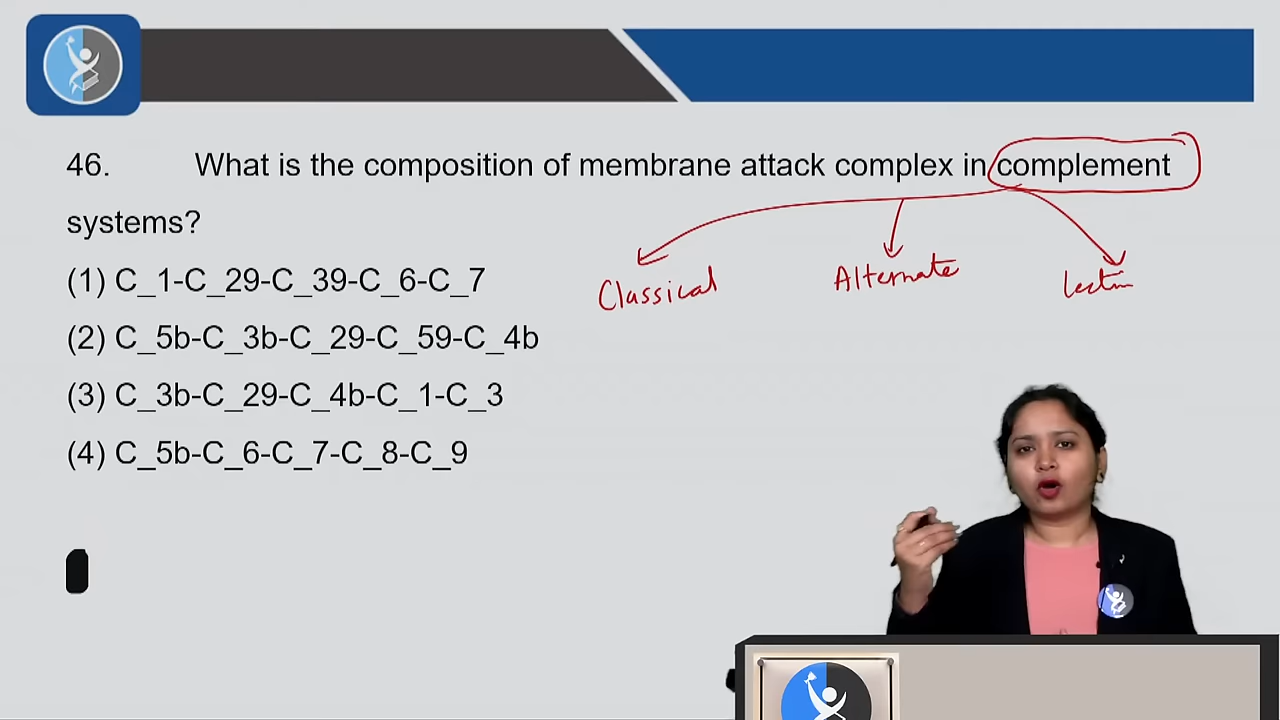 46. What is the composition of membrane attack complex in complement
systems?
(1) C_1-C_29-C_39-C_6-C_7
(2) C_5b-C_3b-C_29-C_59-C_4b
(3) C_3b-C_29-C_4b-C_1-C_3
(4) C_5b-C_6-C_7-C_8-C_9
Classical
Alternate
lectin